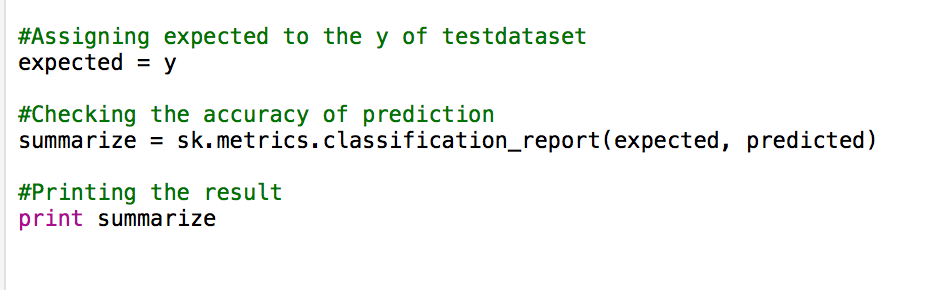 #Assigning expected to the y of testdataset
expected = y
#Checking the accuracy of prediction
summarize = sk.metrics.classification_report(expected, predicted)
#Printing the result
print summarize